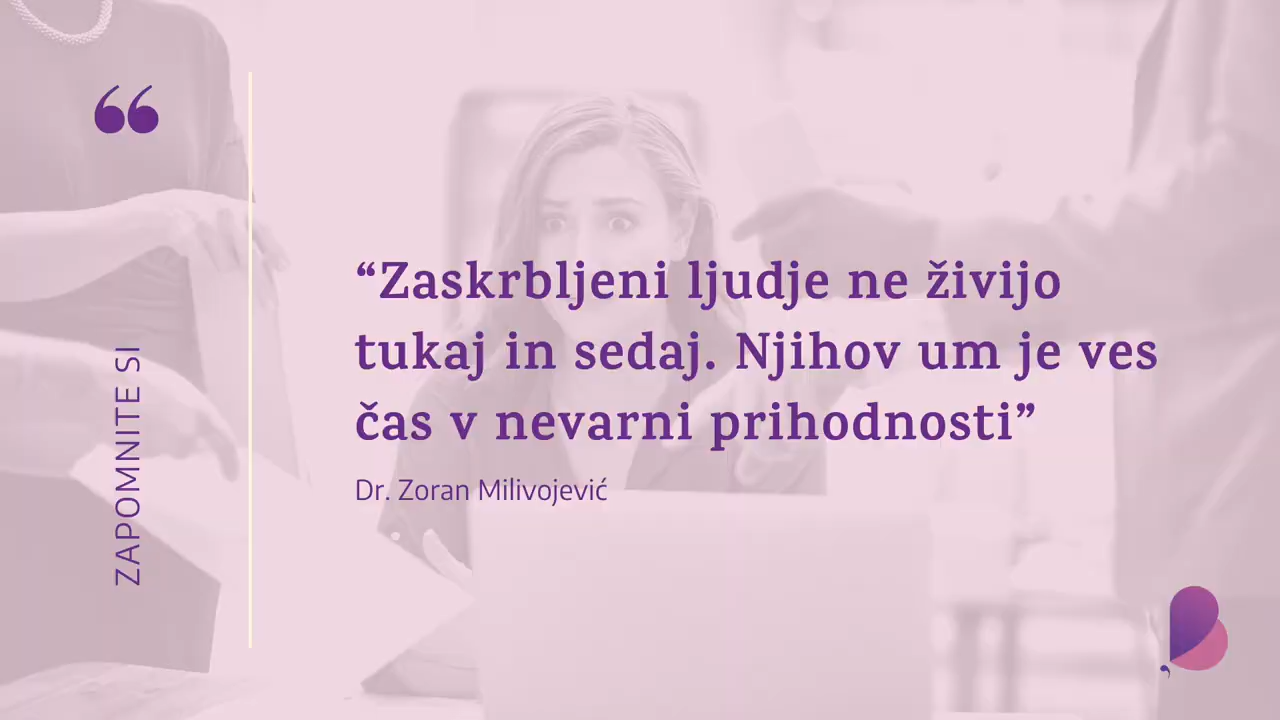 ❝
ZAPOMNITE SI
“Zaskrbljeni ljudje ne živijo
tukaj in sedaj. Njihov um je ves
čas v nevarni prihodnosti”
Dr. Zoran Milivojević